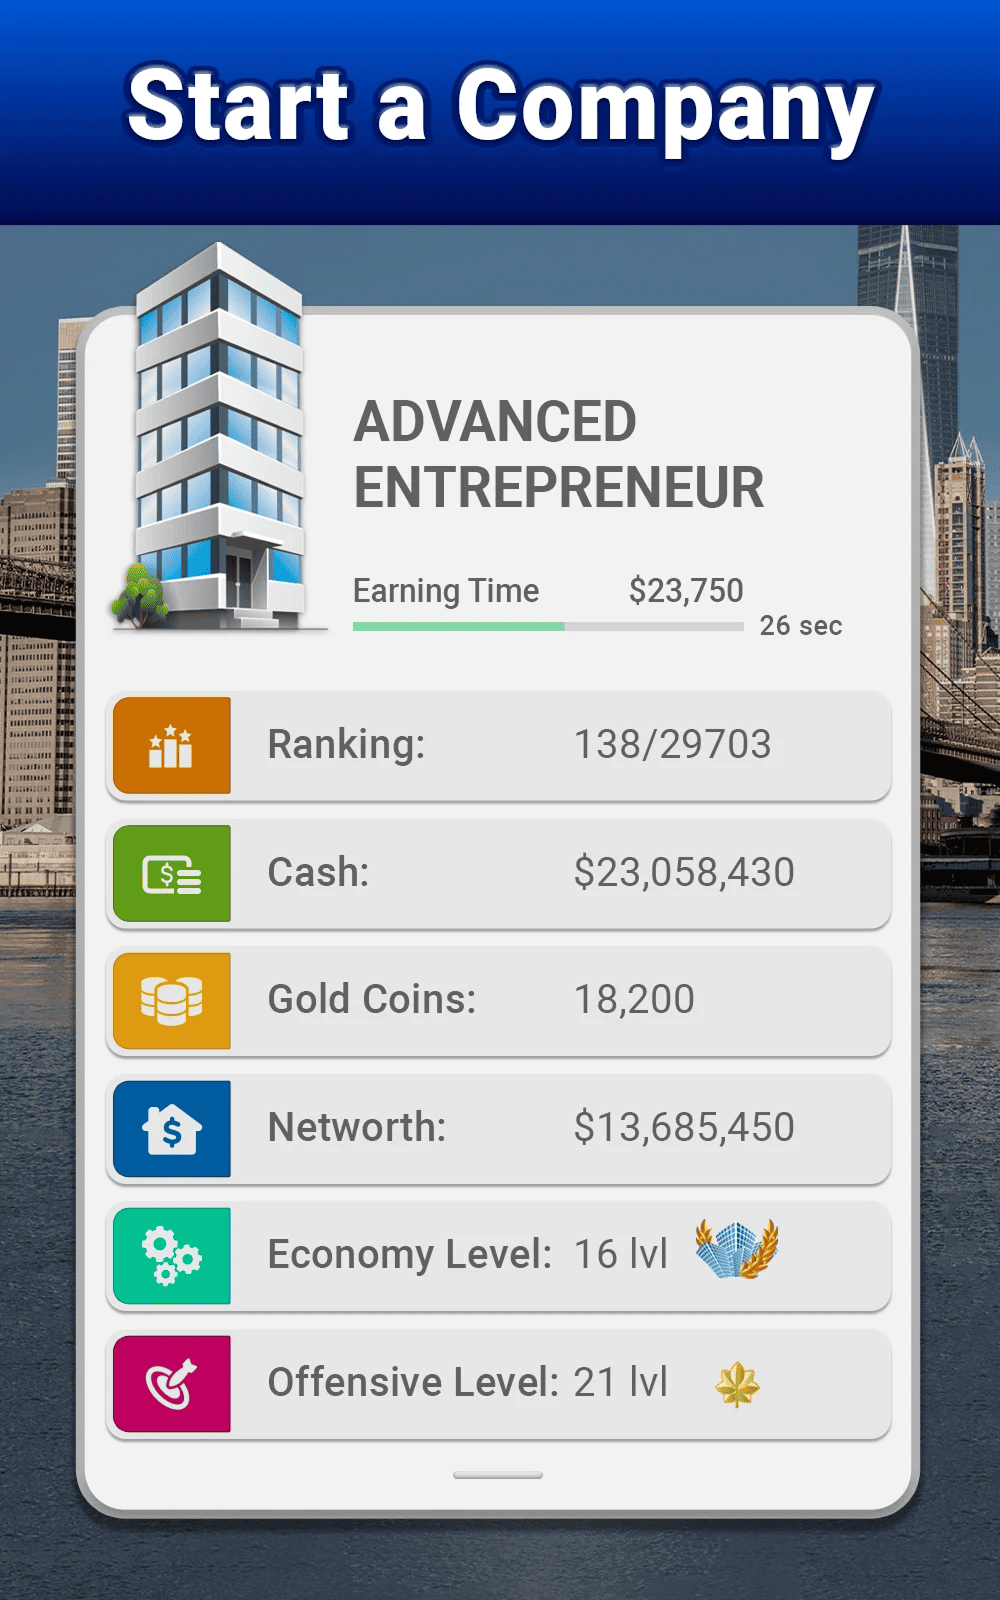 Start a Company
ADVANCED
ENTREPRENEUR
Earning Time $23,750
26 sec
Ranking: 138/29703
Cash: $23,058,430
Gold Coins: 18,200
Networth: $13,685,450
Economy Level: 16 lvl
Offensive Level: 21 lvl